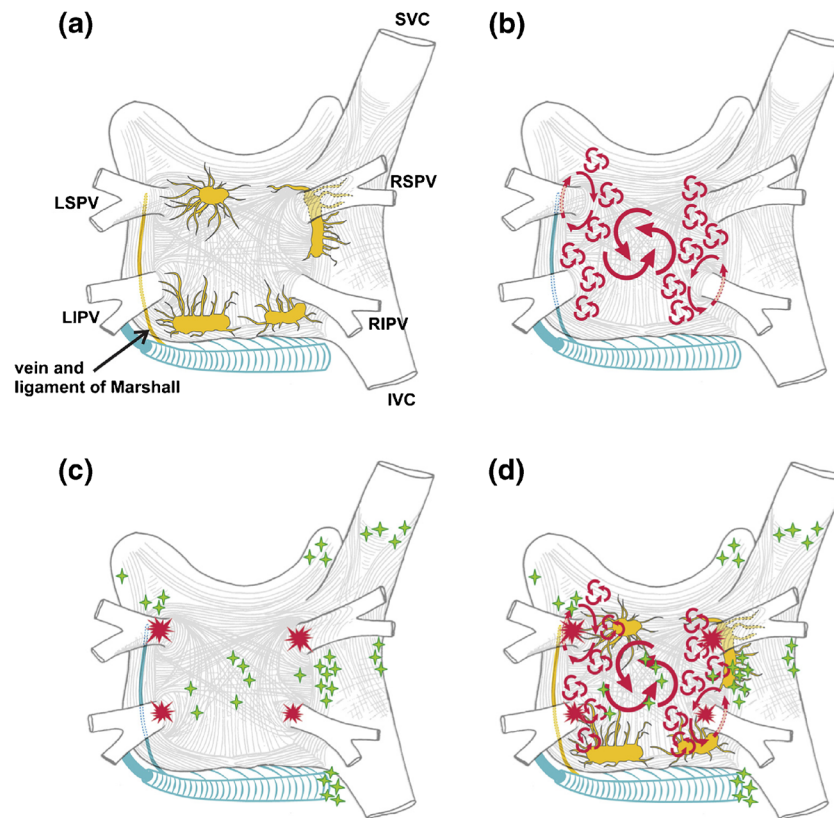 (a)
SVC
(b)
LSPV
RSPV
LIPV
RIPV
vein and
ligament of Marshall
IVC
(c)
(d)